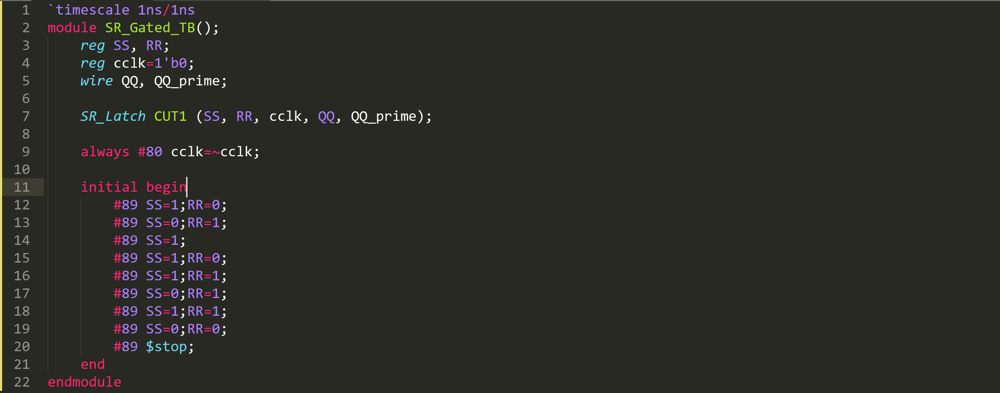 1 `timescale 1ns/1ns
2 module SR_Gated_TB();
3 reg SS, RR;
4 reg cclk=1'b0;
5 wire QQ, QQ_prime;
6
7 SR_Latch CUT1 (SS, RR, cclk, QQ, QQ_prime);
8
9 always #80 cclk=~cclk;
10
11 initial begin
12 #89 SS=1;RR=0;
13 #89 SS=0;RR=1;
14 #89 SS=1;
15 #89 SS=1;RR=0;
16 #89 SS=1;RR=1;
17 #89 SS=0;RR=1;
18 #89 SS=1;RR=1;
19 #89 SS=0;RR=0;
20 #89 $stop;
21 end
22 endmodule